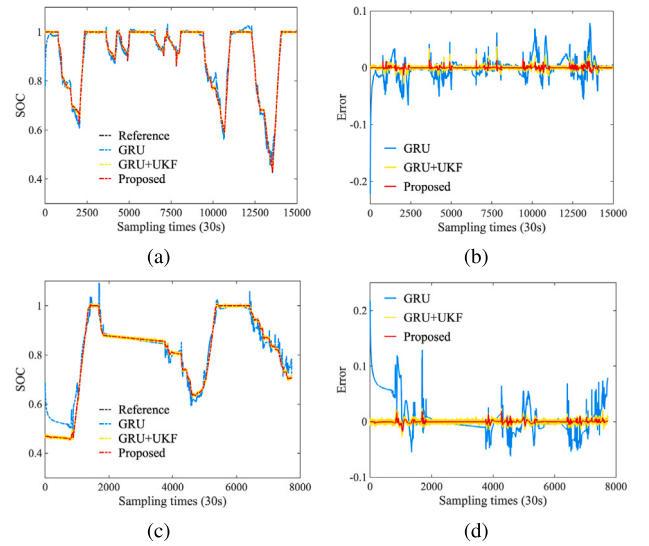 (a)
1
0.8
0.6
0.4
SOC
Reference
GRU
GRU+UKF
Proposed
0 2500 5000 7500 10000 12500 15000
Sampling times (30s)
(b)
0.1
0
-0.1
-0.2
Error
GRU
GRU+UKF
Proposed
0 2500 5000 7500 10000 12500 15000
Sampling times (30s)
(c)
1
0.8
0.6
0.4
SOC
Reference
GRU
GRU+UKF
Proposed
0 2000 4000 6000 8000
Sampling times (30s)
(d)
0.2
0.1
0
-0.1
Error
GRU
GRU+UKF
Proposed
0 2000 4000 6000 8000
Sampling times (30s)